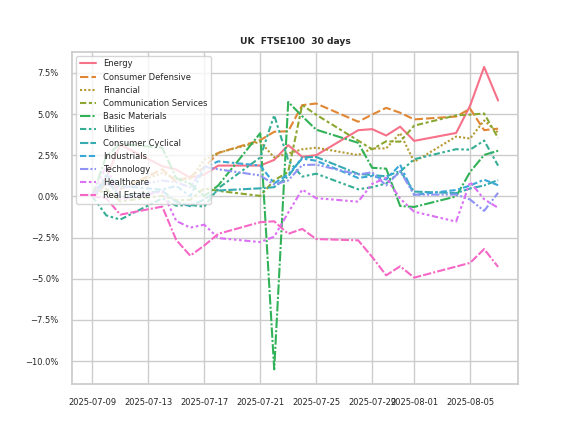 UK  FTSE100  30 days
7.5%
5.0%
2.5%
0.0%
−2.5%
−5.0%
−7.5%
−10.0%
Energy
Consumer Defensive
Financial
Communication Services
Basic Materials
Utilities
Consumer Cyclical
Industrials
Technology
Healthcare
Real Estate
2025-07-09 2025-07-13 2025-07-17 2025-07-21 2025-07-25 2025-07-29 2025-08-01 2025-08-05